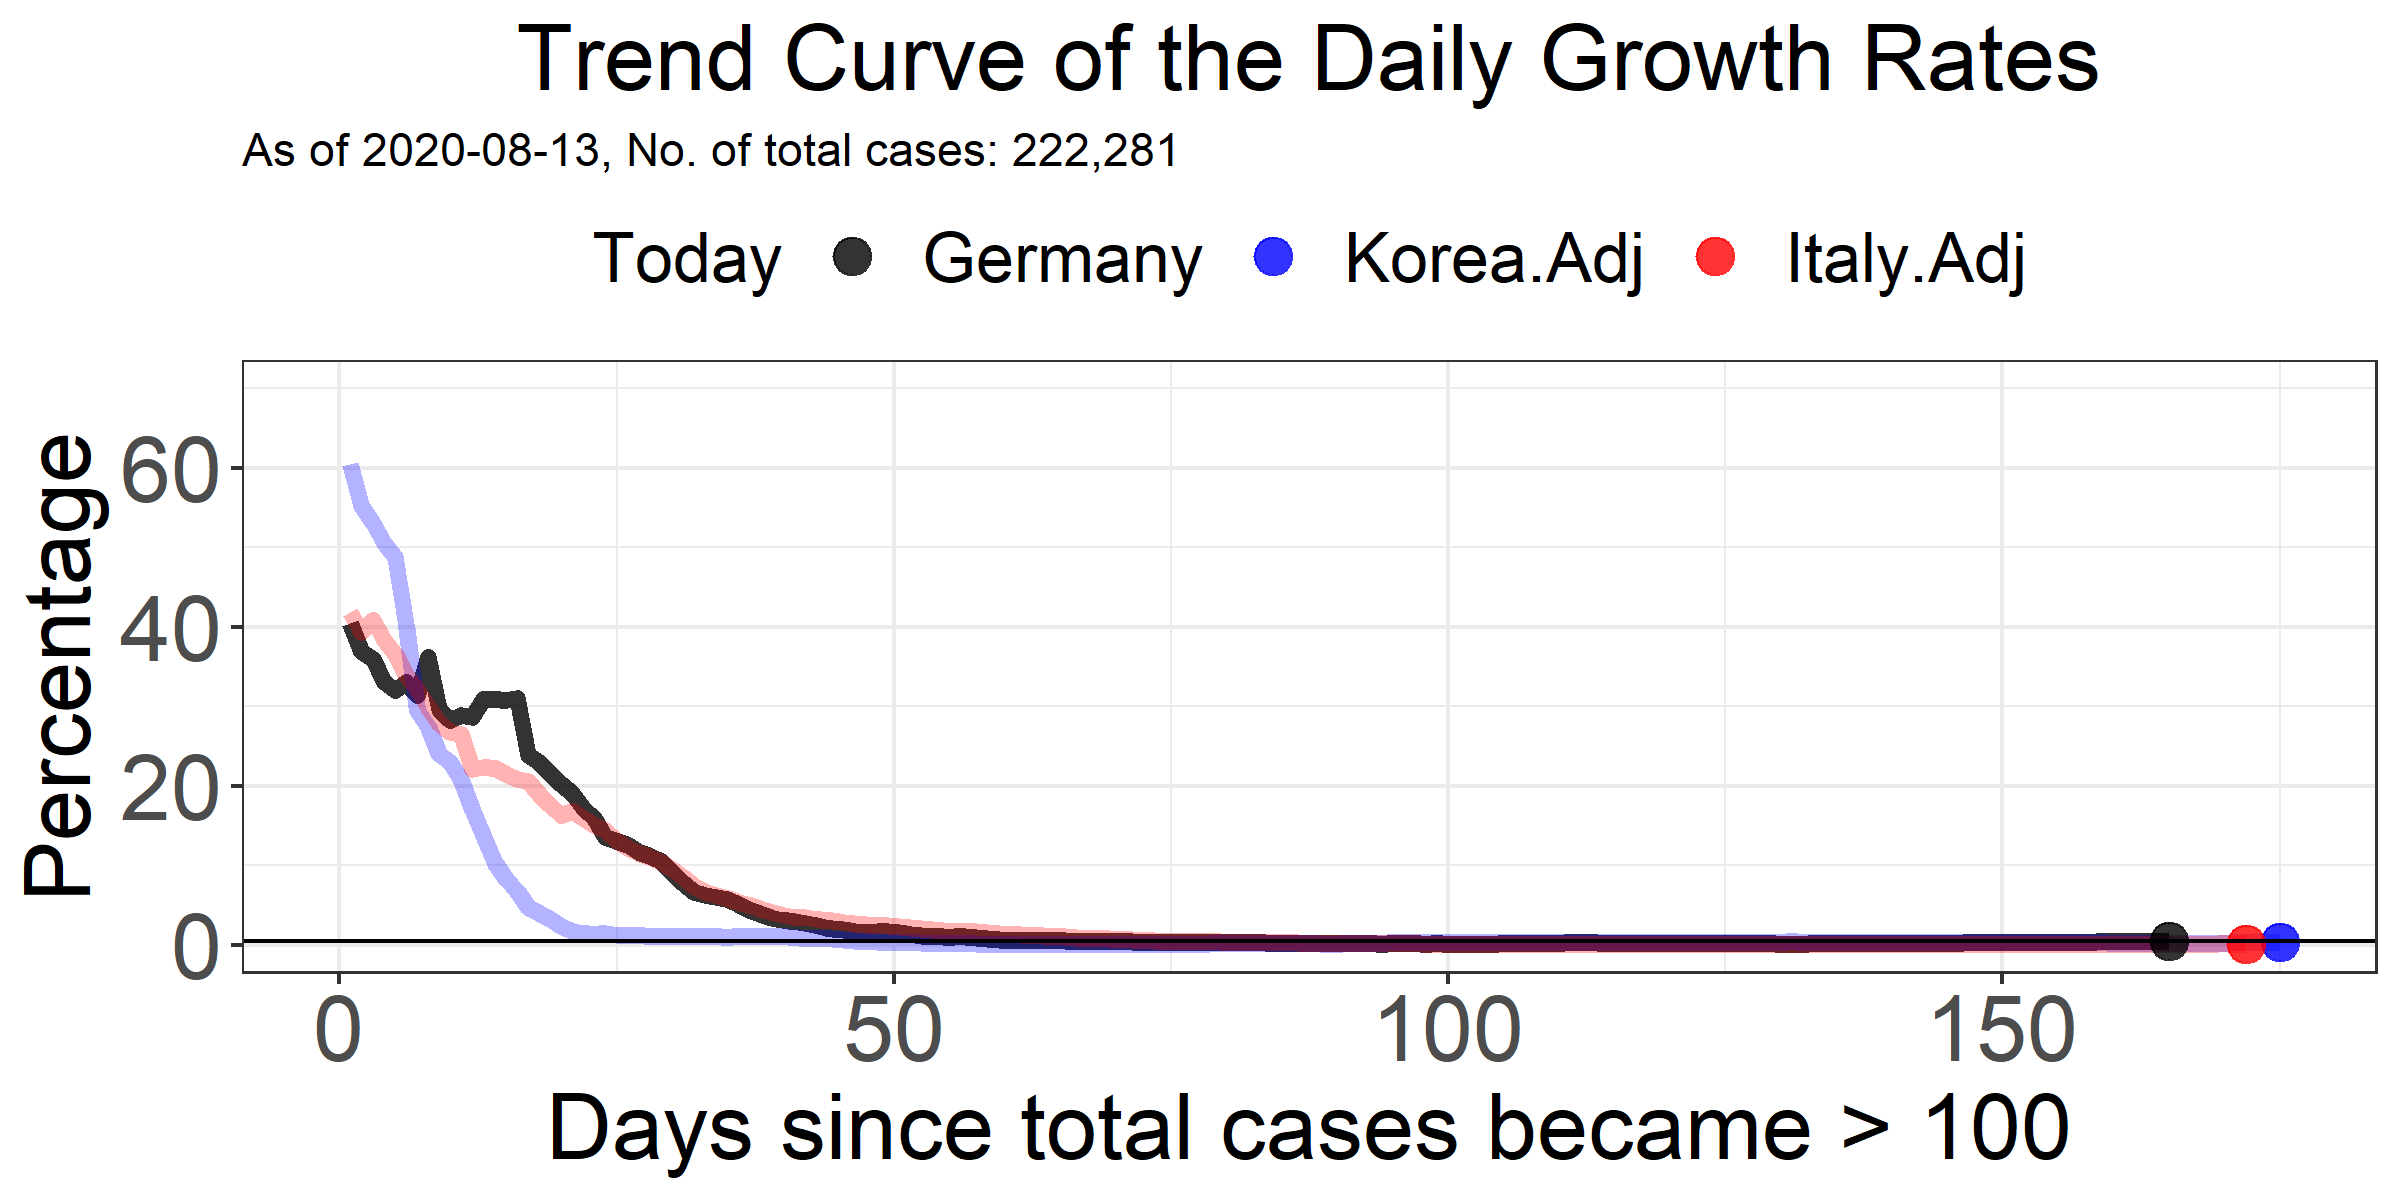 Trend Curve of the Daily Growth Rates
As of 2020-08-13, No. of total cases: 222,281
Today Germany Korea.Adj Italy.Adj
Percentage
60
40
20
0
0 50 100 150
Days since total cases became > 100